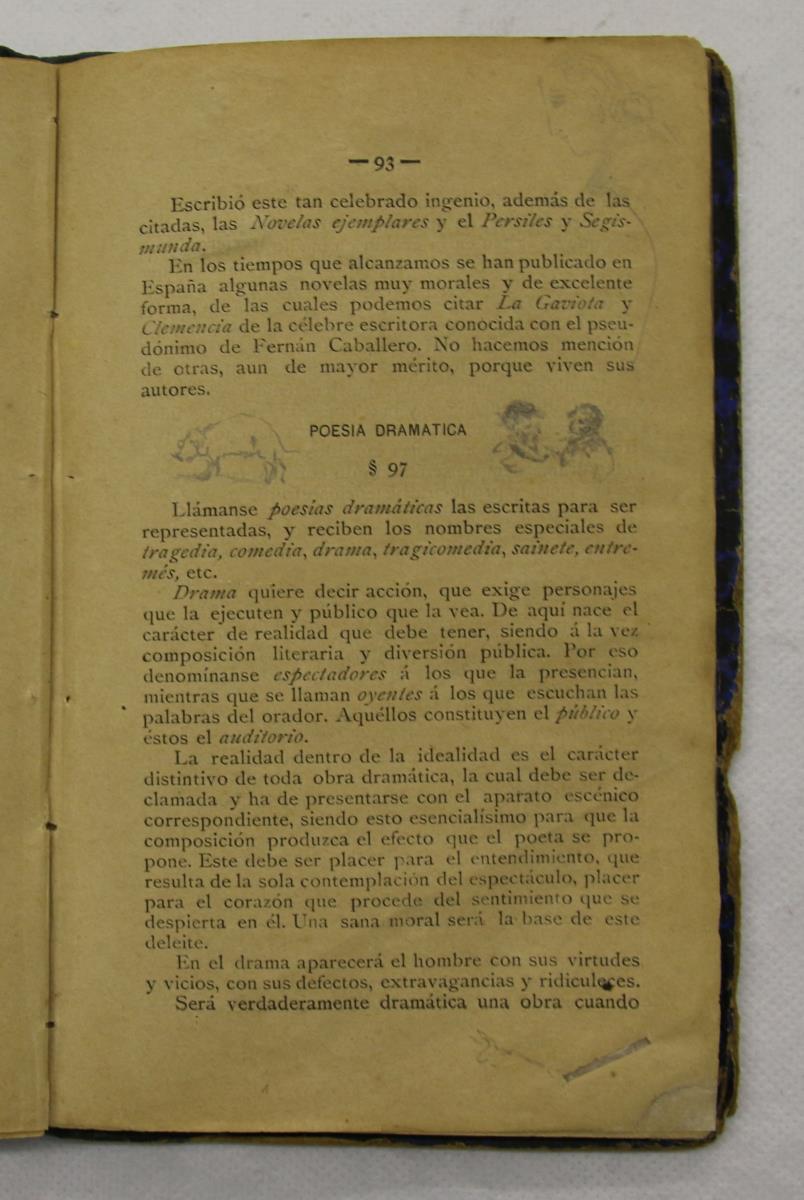 — 93 —
Escribió este tan celebrado ingenio, además de las
citadas, las Novelas ejemplares y el Persiles y Segis-
munda.
En los tiempos que alcanzamos se han publicado en
España algunas novelas muy morales y de excelente
forma, de las cuales podemos citar La Gaviota y
Clemencia de la célebre escritora conocida con el pseu-
dónimo de Fernán Caballero. No hacemos mención
de otras, aun de mayor mérito, porque viven sus
autores.
POESIA DRAMATICA
§ 97
Llámanse poesías dramáticas las escritas para ser
representadas, y reciben los nombres especiales de
tragedia, comedia, drama, tragicomedia, sainete, entre-
més, etc.
Drama quiere decir acción, que exige personajes
que la ejecuten y público que la vea. De aquí nace el
carácter de realidad que debe tener, siendo á la vez
composición literaria y diversión pública. Por eso
denomínanse espectadores á los que la presencian,
mientras que se llaman oyentes á los que escuchan las
palabras del orador. Aquéllos constituyen el público y
éstos el auditorio.
La realidad dentro de la idealidad es el carácter
distintivo de toda obra dramática, la cual debe ser de-
clamada y ha de presentarse con el aparato escénico
correspondiente, siendo esto esencialísimo para que la
composición produzca el efecto que el poeta se pro-
pone. Este debe ser placer para el entendimiento, que
resulta de la sola contemplación del espectáculo, placer
para el corazón que procede del sentimiento que se
despierta en él. Una sana moral será la base de este
deleite.
En el drama aparecerá el hombre con sus virtudes
y vicios, con sus defectos, extravagancias y ridiculeces.
Será verdaderamente dramática una obra cuando